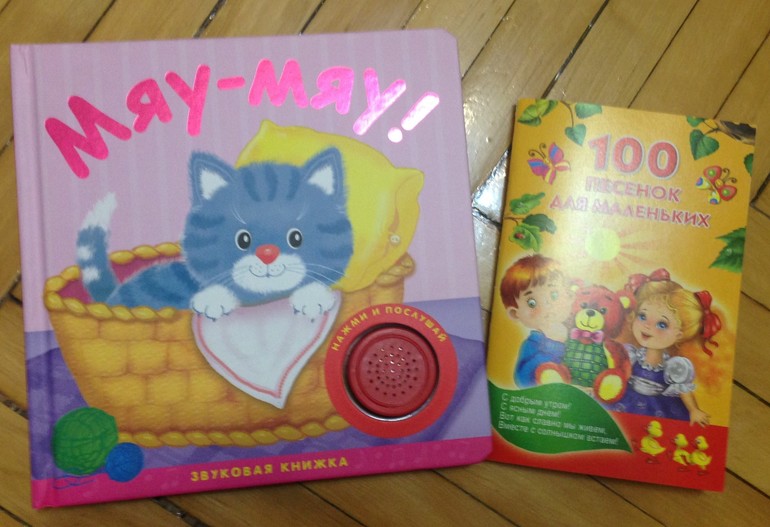 Мяу-мяу!
НАЖМИ И ПОСЛУШАЙ
ЗВУКОВАЯ КНИЖКА
100
ПЕСЕНОК
ДЛЯ МАЛЕНЬКИХ
С добрым утром!
С ясным днём!
Вот как славно мы живём,
Вместе с солнышком встаём!